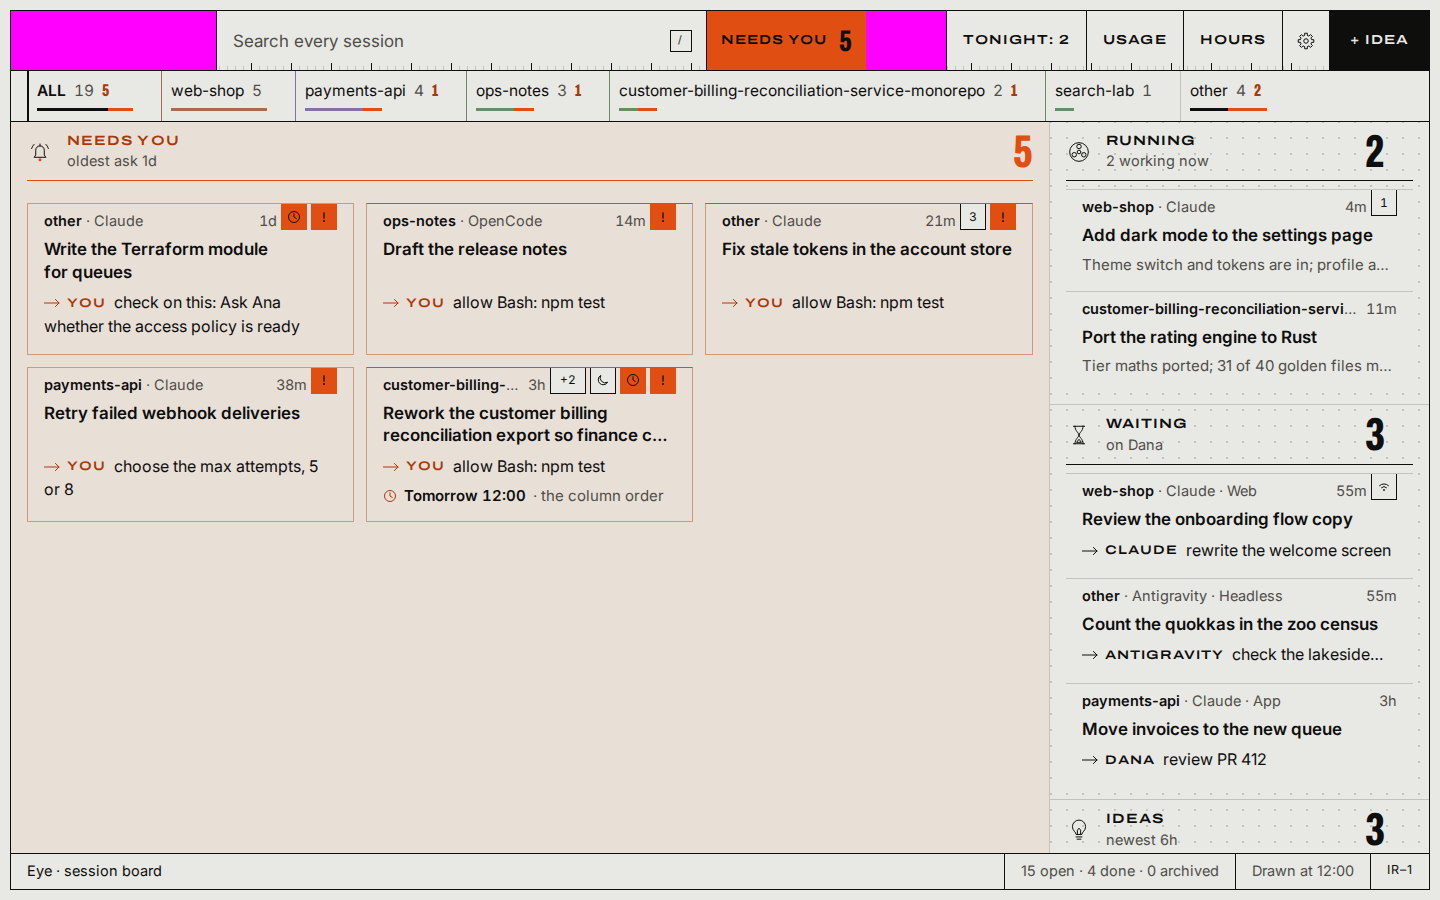 Search every session /
NEEDS YOU 5
TONIGHT: 2
USAGE
HOURS
+ IDEA
ALL 19 5
web-shop 5
payments-api 4 1
ops-notes 3 1
customer-billing-reconciliation-service-monorepo 2 1
search-lab 1
other 4 2
NEEDS YOU
oldest ask 1d
5
other · Claude 1d !
Write the Terraform module
for queues
→ YOU check on this: Ask Ana
whether the access policy is ready
ops-notes · OpenCode 14m !
Draft the release notes
→ YOU allow Bash: npm test
other · Claude 21m 3 !
Fix stale tokens in the account store
→ YOU allow Bash: npm test
payments-api · Claude 38m !
Retry failed webhook deliveries
→ YOU choose the max attempts, 5
or 8
customer-billing-… 3h +2 !
Rework the customer billing
reconciliation export so finance c…
→ YOU allow Bash: npm test
Tomorrow 12:00 · the column order
RUNNING
2 working now
2
web-shop · Claude 4m 1
Add dark mode to the settings page
Theme switch and tokens are in; profile a…
customer-billing-reconciliation-servi… 11m
Port the rating engine to Rust
Tier maths ported; 31 of 40 golden files m…
WAITING
on Dana
3
web-shop · Claude · Web 55m
Review the onboarding flow copy
→ CLAUDE rewrite the welcome screen
other · Antigravity · Headless 55m
Count the quokkas in the zoo census
→ ANTIGRAVITY check the lakeside…
payments-api · Claude · App 3h
Move invoices to the new queue
→ DANA review PR 412
IDEAS
newest 6h
3
Eye · session board
15 open · 4 done · 0 archived
Drawn at 12:00
IR–1